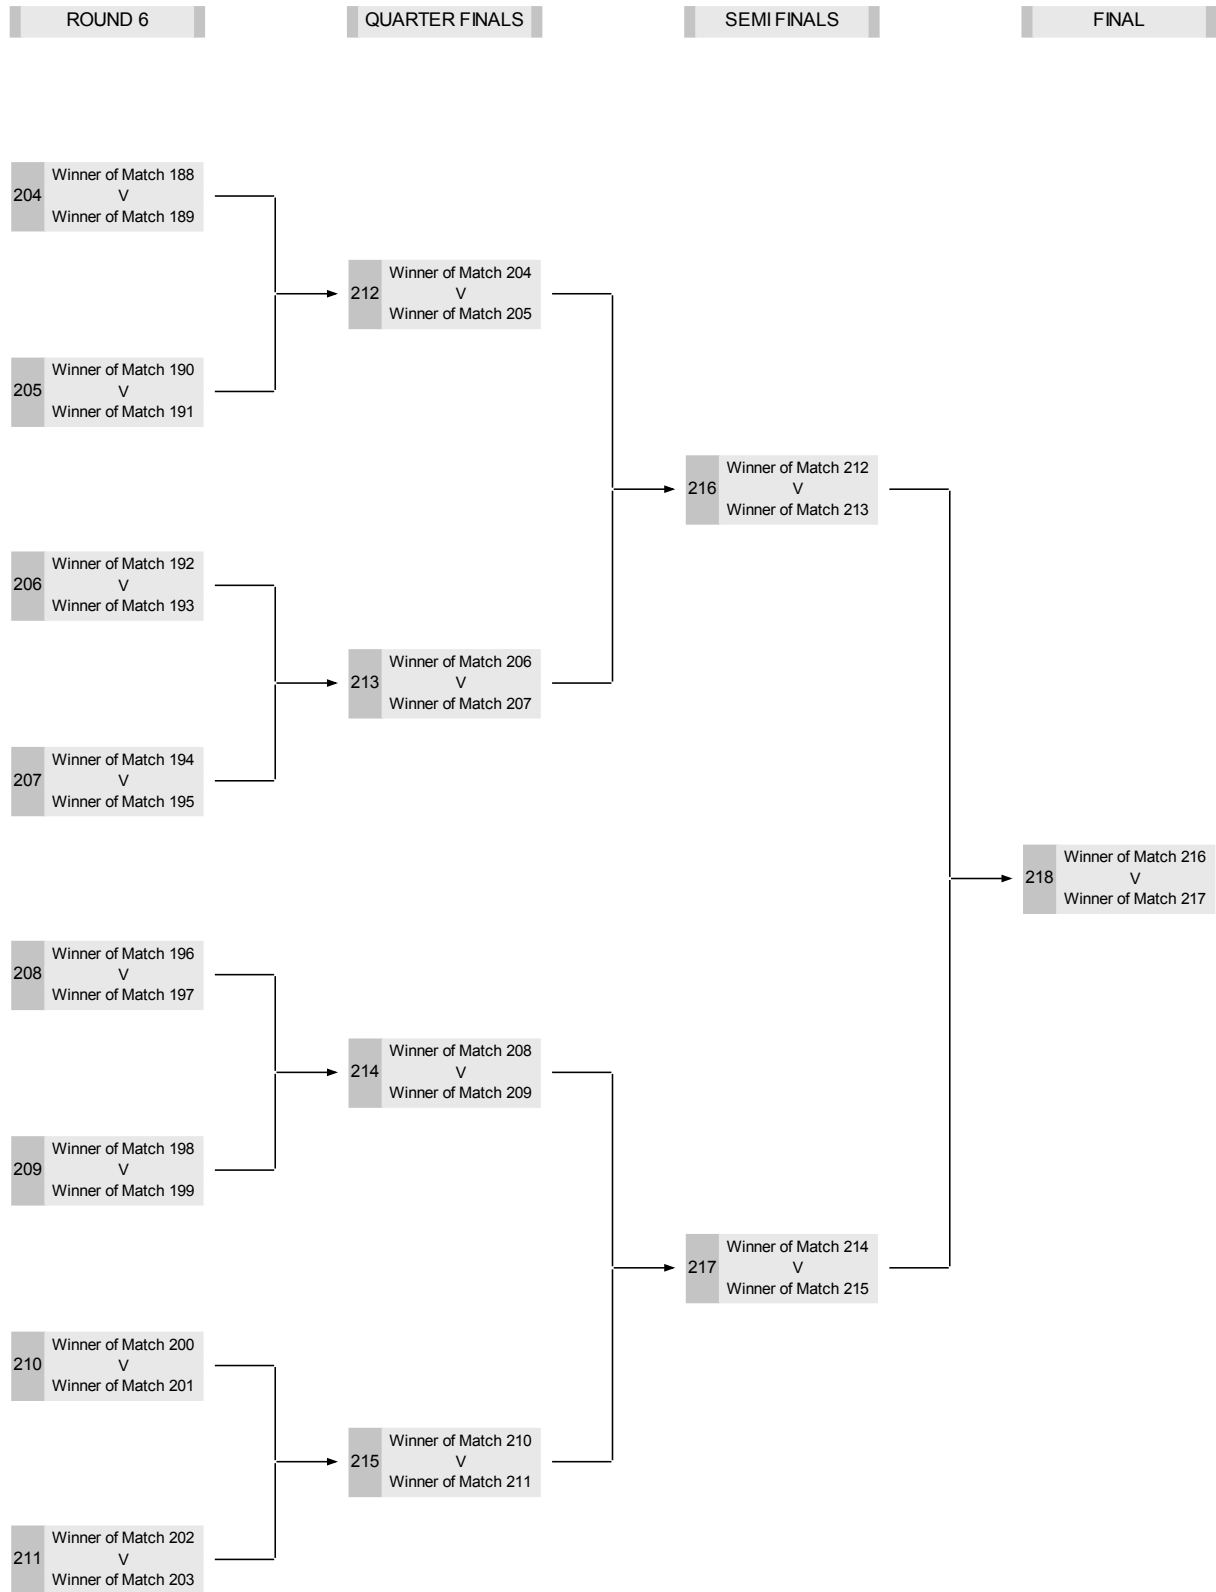 ROUND 6
QUARTER FINALS
SEMI FINALS
FINAL
204
Winner of Match 188
V
Winner of Match 189
205
Winner of Match 190
V
Winner of Match 191
206
Winner of Match 192
V
Winner of Match 193
207
Winner of Match 194
V
Winner of Match 195
208
Winner of Match 196
V
Winner of Match 197
209
Winner of Match 198
V
Winner of Match 199
210
Winner of Match 200
V
Winner of Match 201
211
Winner of Match 202
V
Winner of Match 203
212
Winner of Match 204
V
Winner of Match 205
213
Winner of Match 206
V
Winner of Match 207
214
Winner of Match 208
V
Winner of Match 209
215
Winner of Match 210
V
Winner of Match 211
216
Winner of Match 212
V
Winner of Match 213
217
Winner of Match 214
V
Winner of Match 215
218
Winner of Match 216
V
Winner of Match 217